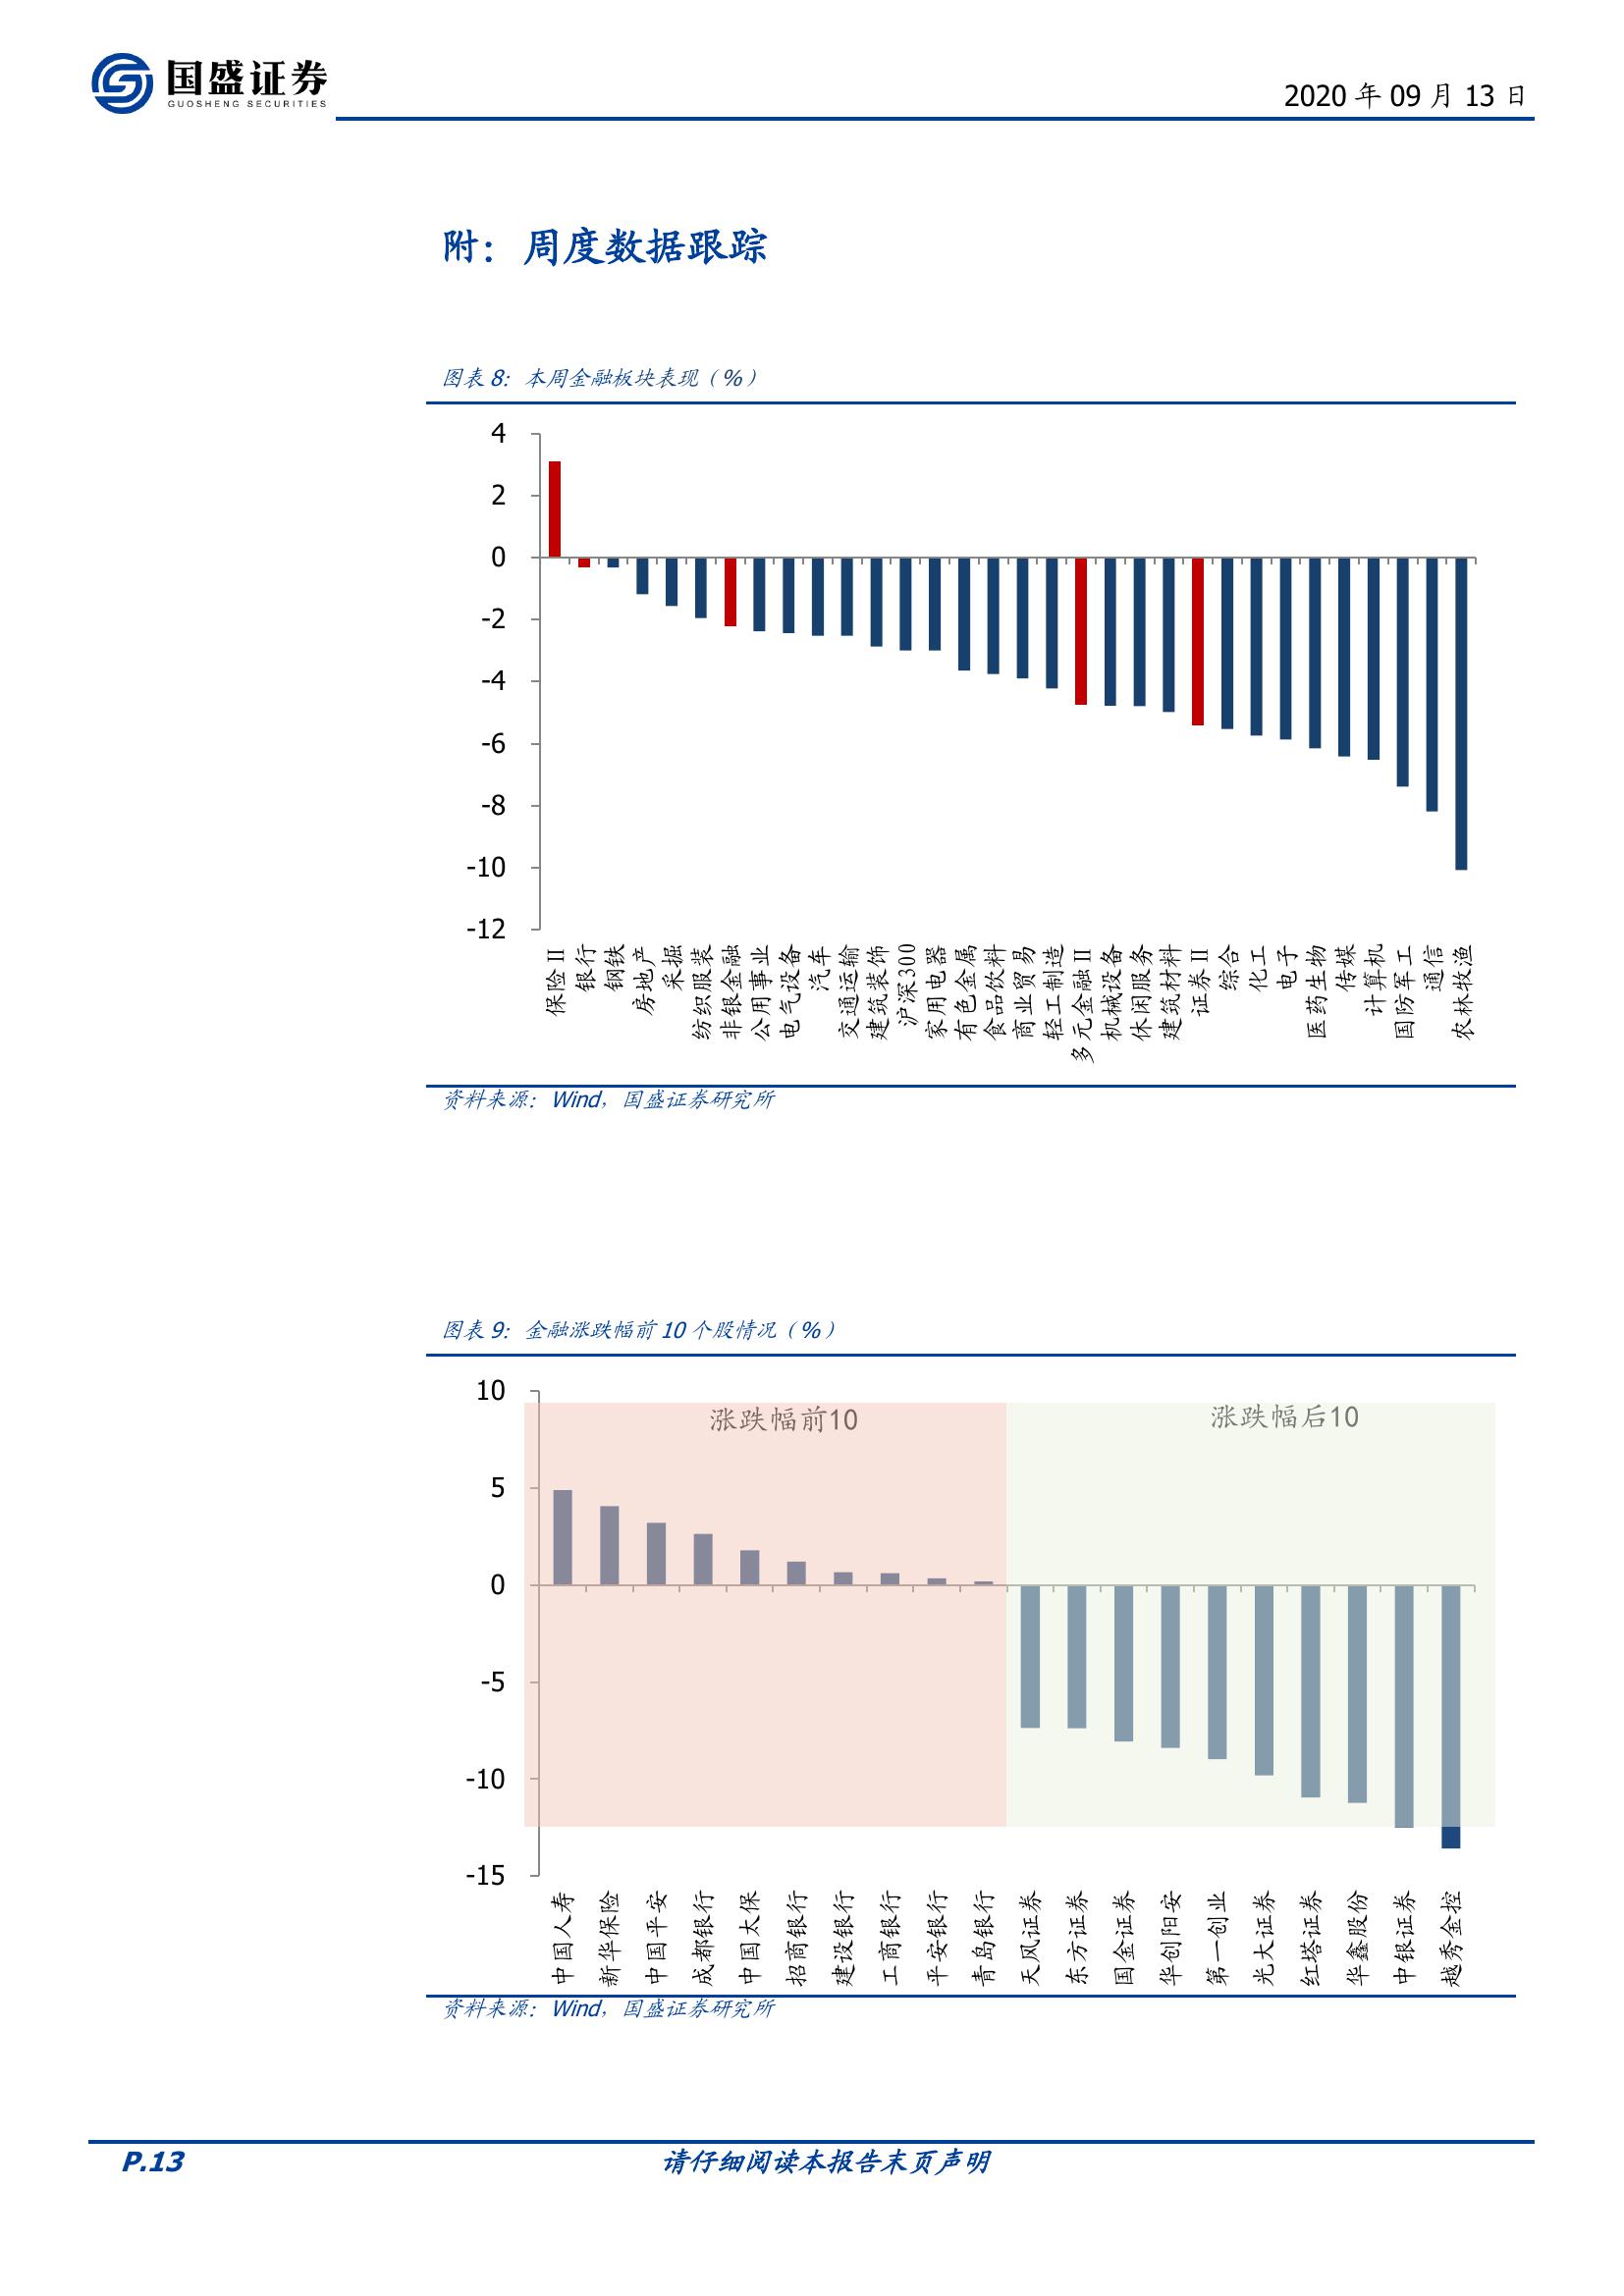 国盛证券
GUOSHENG SECURITIES
2020 年 09 月 13 日
附：周度数据跟踪
图表 8：本周金融板块表现（%）
4
2
0
-2
-4
-6
-8
-10
-12
保险Ⅱ
银行
钢铁
房地产
采掘
纺织服装
非银金融
公用事业
电气设备
汽车
交通运输
建筑装饰
沪深300
家用电器
有色金属
食品饮料
商业贸易
轻工制造
多元金融Ⅱ
机械设备
休闲服务
建筑材料
证券Ⅱ
综合
化工
电子
医药生物
传媒
计算机
国防军工
通信
农林牧渔
资料来源：Wind，国盛证券研究所
图表 9：金融涨跌幅前 10 个股情况（%）
涨跌幅前10
涨跌幅后10
10
5
0
-5
-10
-15
中国人寿
新华保险
中国平安
成都银行
中国太保
招商银行
建设银行
工商银行
平安银行
青岛银行
天风证券
东方证券
国金证券
华创阳安
第一创业
光大证券
红塔证券
华鑫股份
中银证券
越秀金控
资料来源：Wind，国盛证券研究所
P.13
请仔细阅读本报告末页声明